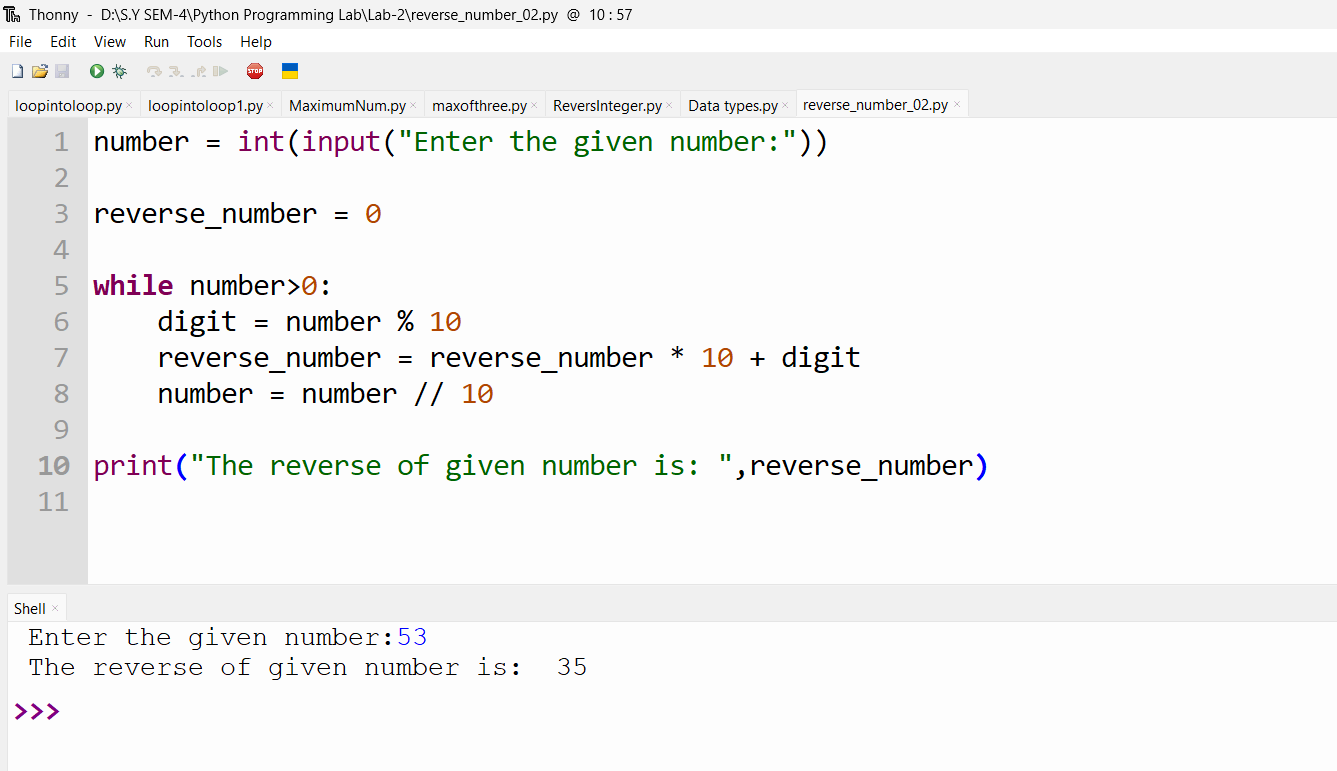 Thonny - D:\S.Y SEM-4\Python Programming Lab\Lab-2\reverse_number_02.py @ 10 : 57
File Edit View Run Tools Help
STOP
loopintoloop.py × loopintoloop1.py × MaximumNum.py × maxofthree.py × ReversInteger.py × Data types.py × reverse_number_02.py ×
1 number = int(input("Enter the given number:"))
2
3 reverse_number = 0
4
5 while number>0:
6     digit = number % 10
7     reverse_number = reverse_number * 10 + digit
8     number = number // 10
9
10 print("The reverse of given number is: ",reverse_number)
11
Shell ×
Enter the given number:53
The reverse of given number is:  35
>>>